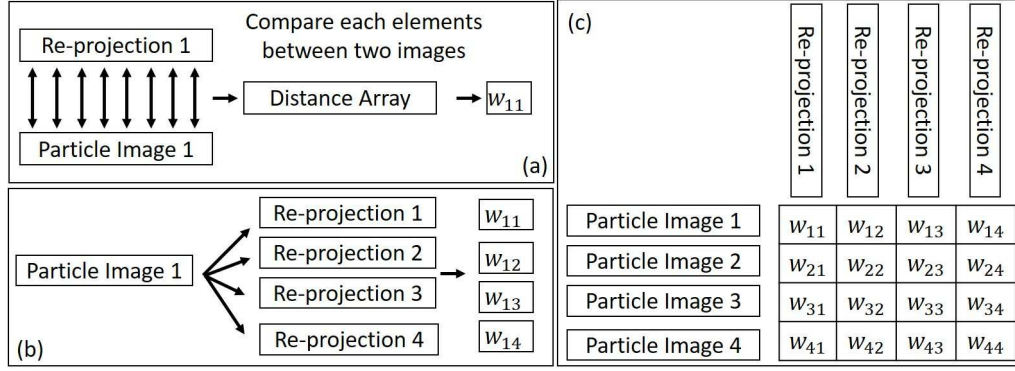 Re-projection 1
Compare each elements
between two images
Distance Array
w₁₁
Particle Image 1
(a)
Particle Image 1
Re-projection 1
Re-projection 2
Re-projection 3
Re-projection 4
w₁₁
w₁₂
w₁₃
w₁₄
(b)
(c)
Re-projection 1
Re-projection 2
Re-projection 3
Re-projection 4
Particle Image 1
w₁₁ w₁₂ w₁₃ w₁₄
Particle Image 2
w₂₁ w₂₂ w₂₃ w₂₄
Particle Image 3
w₃₁ w₃₂ w₃₃ w₃₄
Particle Image 4
w₄₁ w₄₂ w₄₃ w₄₄